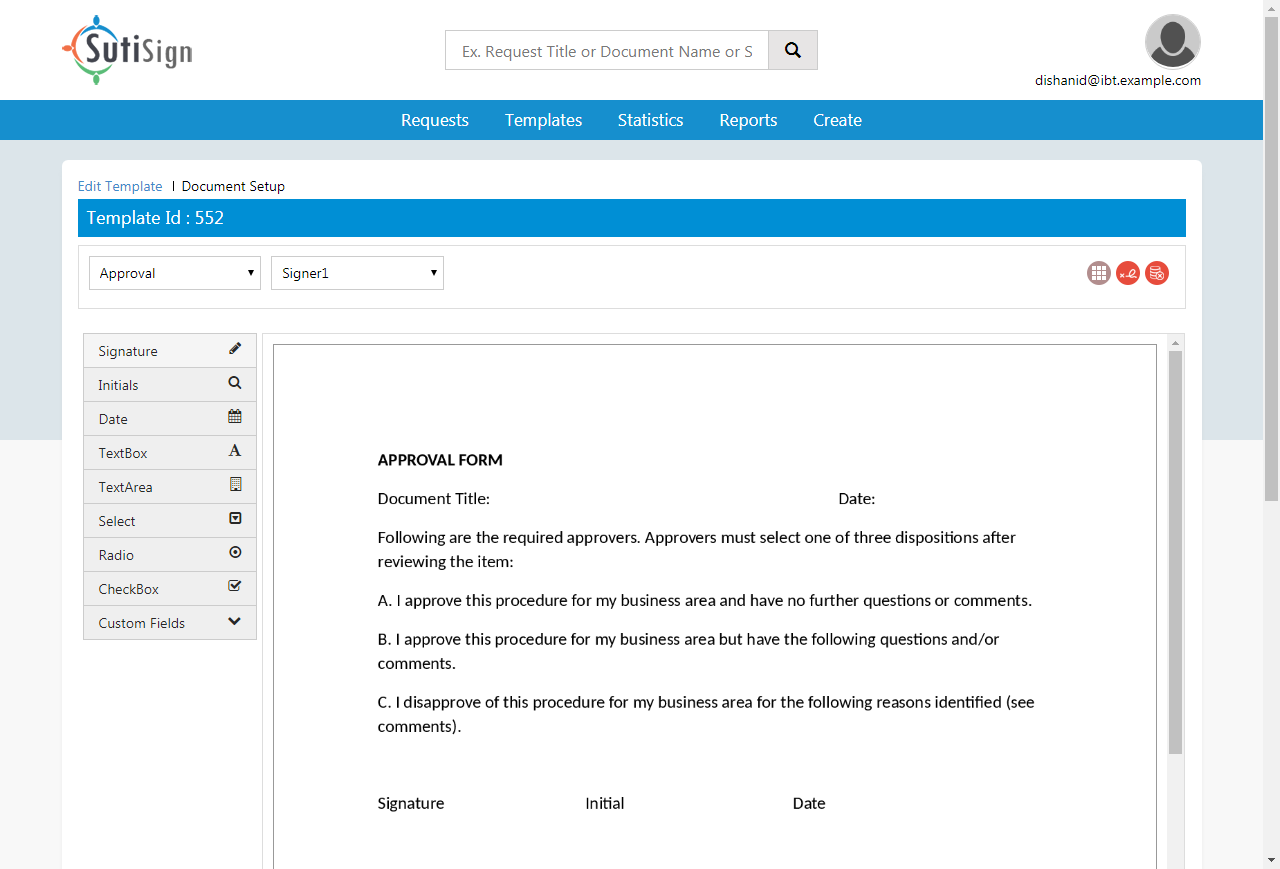 SutiSign
Ex. Request Title or Document Name or S
dishanid@ibt.example.com
Requests Templates Statistics Reports Create
Edit Template | Document Setup
Template Id : 552
Approval Signer1
Signature
Initials
Date
TextBox
TextArea
Select
Radio
CheckBox
Custom Fields
APPROVAL FORM
Document Title: Date:
Following are the required approvers. Approvers must select one of three dispositions after
reviewing the item:
A. I approve this procedure for my business area and have no further questions or comments.
B. I approve this procedure for my business area but have the following questions and/or
comments.
C. I disapprove of this procedure for my business area for the following reasons identified (see
comments).
Signature Initial Date